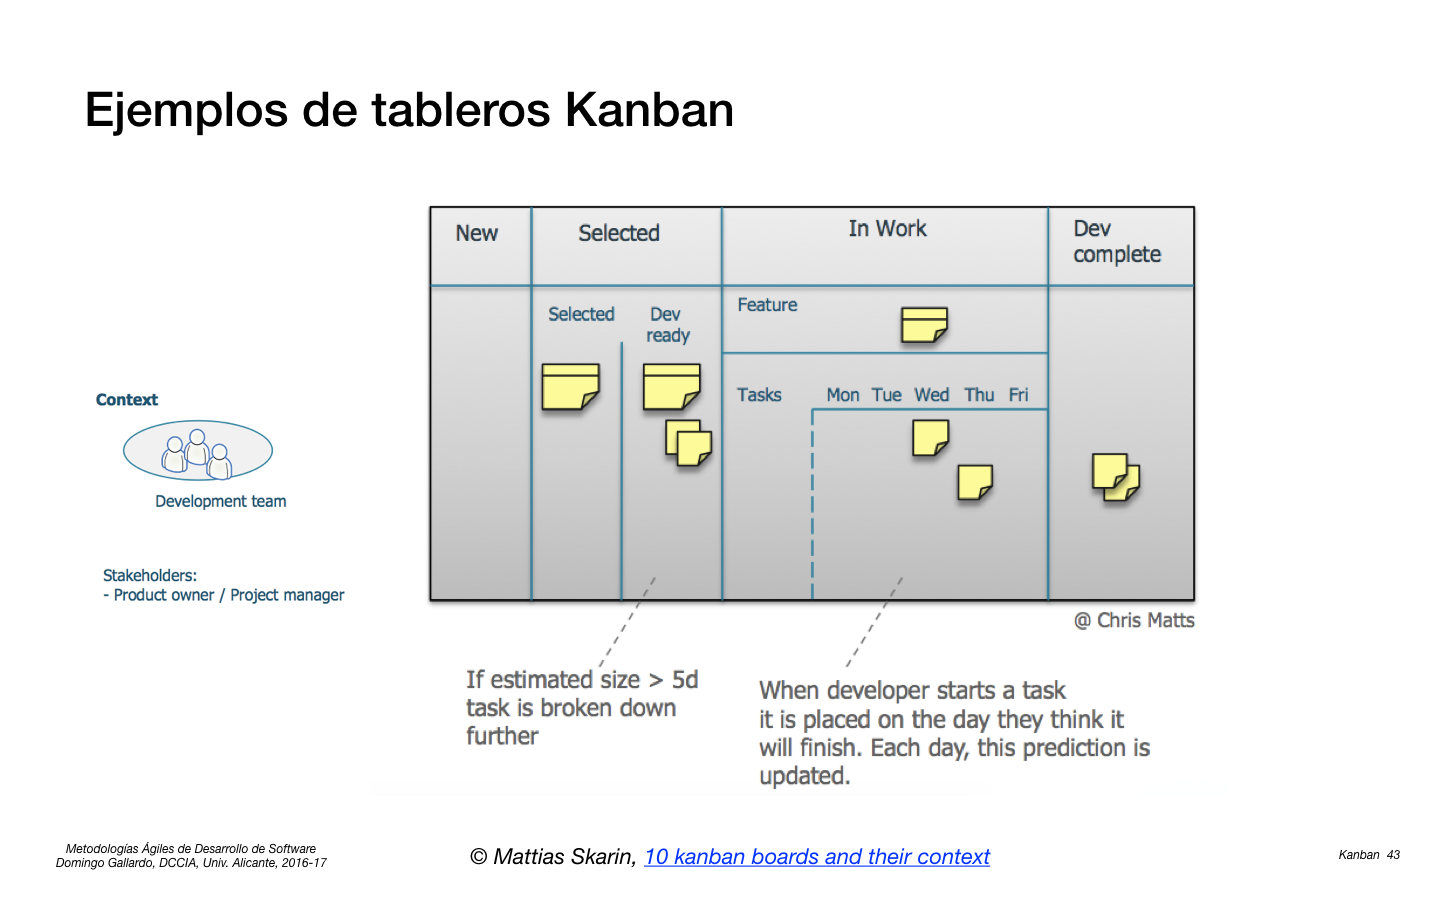 Ejemplos de tableros Kanban
New
Selected
In Work
Dev
complete
Selected
Dev
ready
Feature
Tasks
Mon Tue Wed Thu Fri
Context
Development team
Stakeholders:
- Product owner / Project manager
@ Chris Matts
If estimated size > 5d
task is broken down
further
When developer starts a task
it is placed on the day they think it
will finish. Each day, this prediction is
updated.
Metodologías Ágiles de Desarrollo de Software
Domingo Gallardo, DCCIA, Univ. Alicante, 2016-17
© Mattias Skarin, 10 kanban boards and their context
Kanban 43